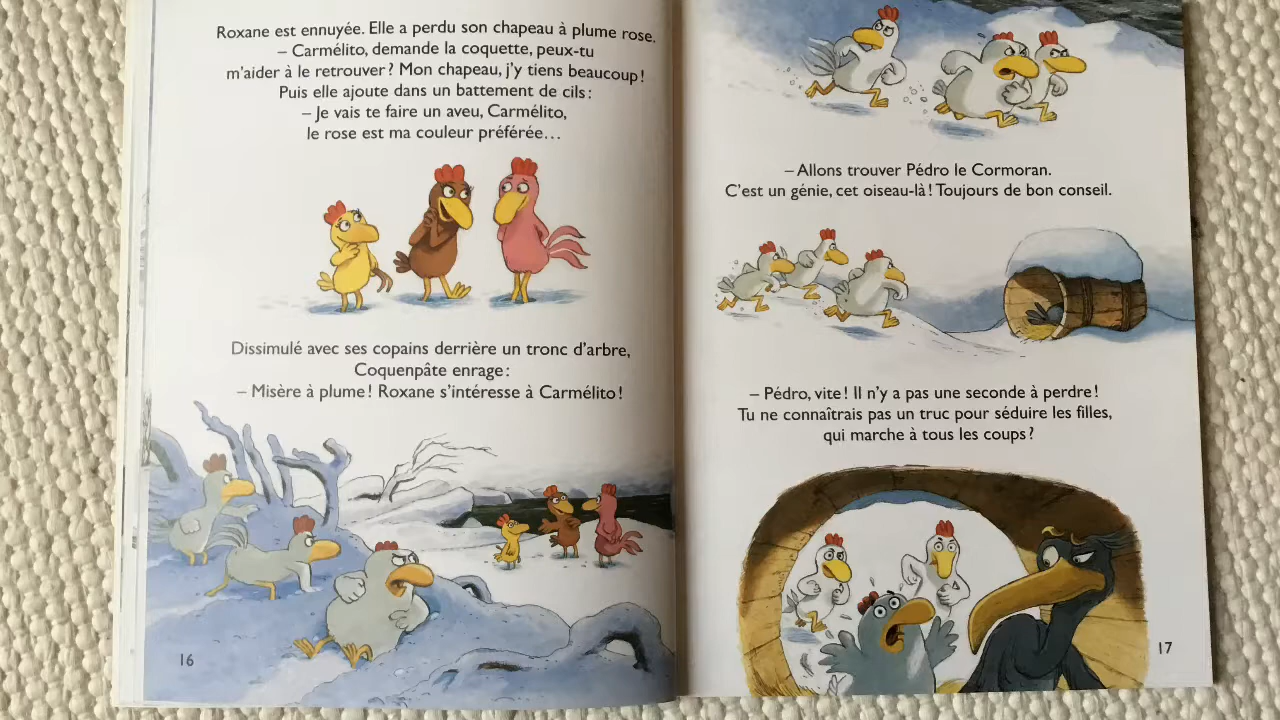 Roxane est ennuyée. Elle a perdu son chapeau à plume rose.
– Carmélito, demande la coquette, peux-tu
m'aider à le retrouver ? Mon chapeau, j'y tiens beaucoup !
Puis elle ajoute dans un battement de cils :
– Je vais te faire un aveu, Carmélito,
le rose est ma couleur préférée…
Dissimulé avec ses copains derrière un tronc d'arbre,
Coquenpâte enrage :
– Misère à plume ! Roxane s'intéresse à Carmélito !
16
– Allons trouver Pédro le Cormoran.
C'est un génie, cet oiseau-là ! Toujours de bon conseil.
– Pédro, vite ! Il n'y a pas une seconde à perdre !
Tu ne connaîtrais pas un truc pour séduire les filles,
qui marche à tous les coups ?
17